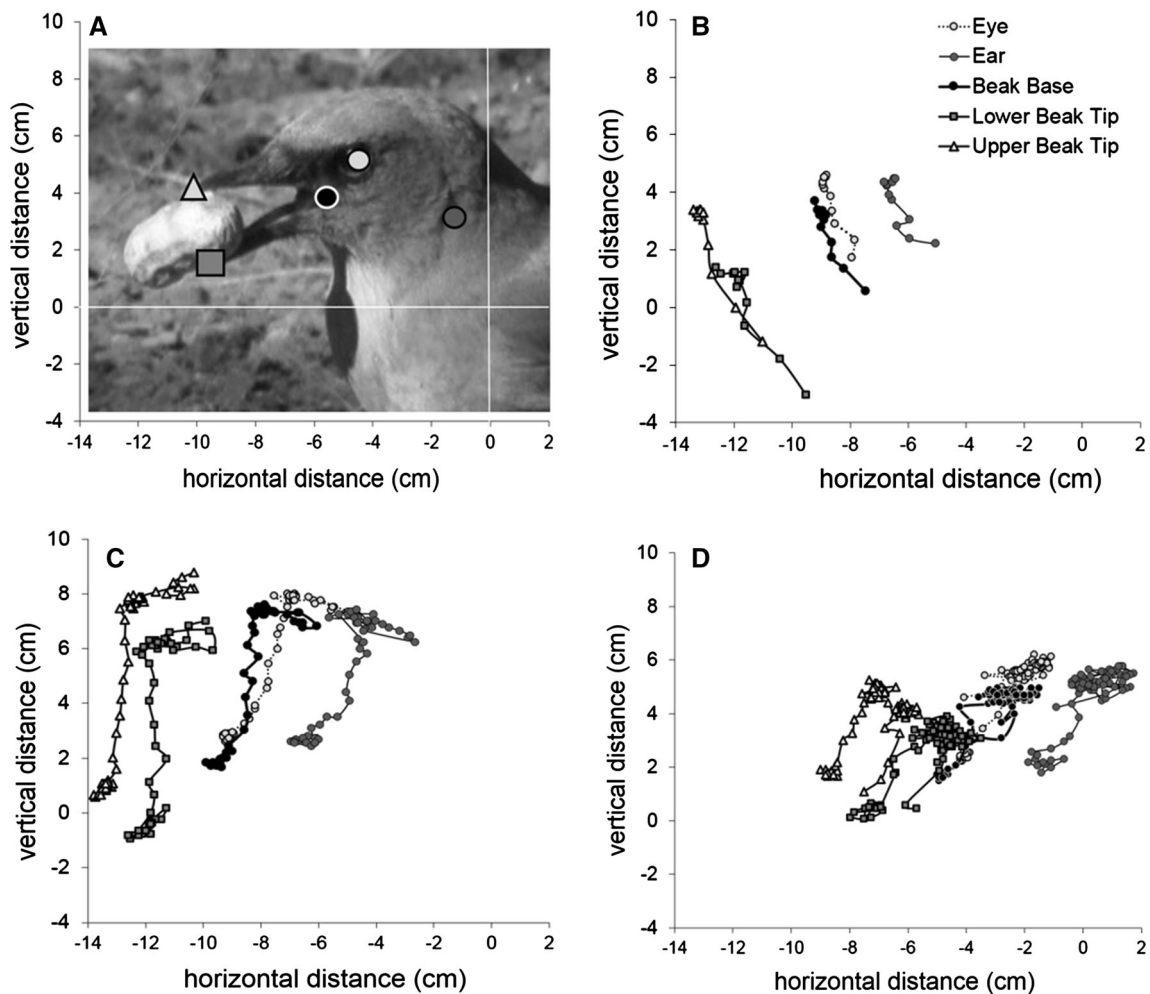 A
10
8
6
4
2
0
-2
-4
-14 -12 -10 -8 -6 -4 -2 0 2
vertical distance (cm)
horizontal distance (cm)
B
10
8
6
4
2
0
-2
-4
-14 -12 -10 -8 -6 -4 -2 0 2
vertical distance (cm)
horizontal distance (cm)
Eye
Ear
Beak Base
Lower Beak Tip
Upper Beak Tip
C
10
8
6
4
2
0
-2
-4
-14 -12 -10 -8 -6 -4 -2 0 2
vertical distance (cm)
horizontal distance (cm)
D
10
8
6
4
2
0
-2
-4
-14 -12 -10 -8 -6 -4 -2 0 2
vertical distance (cm)
horizontal distance (cm)